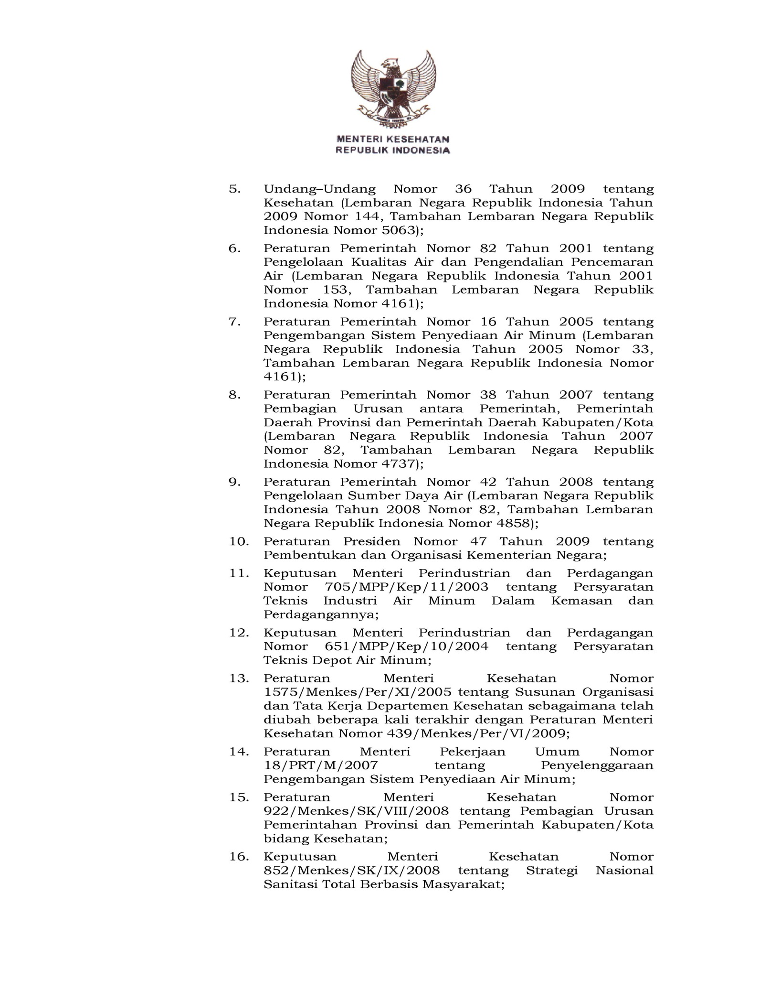 MENTERI KESEHATAN
REPUBLIK INDONESIA
5. Undang–Undang Nomor 36 Tahun 2009 tentang
Kesehatan (Lembaran Negara Republik Indonesia Tahun
2009 Nomor 144, Tambahan Lembaran Negara Republik
Indonesia Nomor 5063);
6. Peraturan Pemerintah Nomor 82 Tahun 2001 tentang
Pengelolaan Kualitas Air dan Pengendalian Pencemaran
Air (Lembaran Negara Republik Indonesia Tahun 2001
Nomor 153, Tambahan Lembaran Negara Republik
Indonesia Nomor 4161);
7. Peraturan Pemerintah Nomor 16 Tahun 2005 tentang
Pengembangan Sistem Penyediaan Air Minum (Lembaran
Negara Republik Indonesia Tahun 2005 Nomor 33,
Tambahan Lembaran Negara Republik Indonesia Nomor
4161);
8. Peraturan Pemerintah Nomor 38 Tahun 2007 tentang
Pembagian Urusan antara Pemerintah, Pemerintah
Daerah Provinsi dan Pemerintah Daerah Kabupaten/Kota
(Lembaran Negara Republik Indonesia Tahun 2007
Nomor 82, Tambahan Lembaran Negara Republik
Indonesia Nomor 4737);
9. Peraturan Pemerintah Nomor 42 Tahun 2008 tentang
Pengelolaan Sumber Daya Air (Lembaran Negara Republik
Indonesia Tahun 2008 Nomor 82, Tambahan Lembaran
Negara Republik Indonesia Nomor 4858);
10. Peraturan Presiden Nomor 47 Tahun 2009 tentang
Pembentukan dan Organisasi Kementerian Negara;
11. Keputusan Menteri Perindustrian dan Perdagangan
Nomor 705/MPP/Kep/11/2003 tentang Persyaratan
Teknis Industri Air Minum Dalam Kemasan dan
Perdagangannya;
12. Keputusan Menteri Perindustrian dan Perdagangan
Nomor 651/MPP/Kep/10/2004 tentang Persyaratan
Teknis Depot Air Minum;
13. Peraturan Menteri Kesehatan Nomor
1575/Menkes/Per/XI/2005 tentang Susunan Organisasi
dan Tata Kerja Departemen Kesehatan sebagaimana telah
diubah beberapa kali terakhir dengan Peraturan Menteri
Kesehatan Nomor 439/Menkes/Per/VI/2009;
14. Peraturan Menteri Pekerjaan Umum Nomor
18/PRT/M/2007 tentang Penyelenggaraan
Pengembangan Sistem Penyediaan Air Minum;
15. Peraturan Menteri Kesehatan Nomor
922/Menkes/SK/VIII/2008 tentang Pembagian Urusan
Pemerintahan Provinsi dan Pemerintah Kabupaten/Kota
bidang Kesehatan;
16. Keputusan Menteri Kesehatan Nomor
852/Menkes/SK/IX/2008 tentang Strategi Nasional
Sanitasi Total Berbasis Masyarakat;